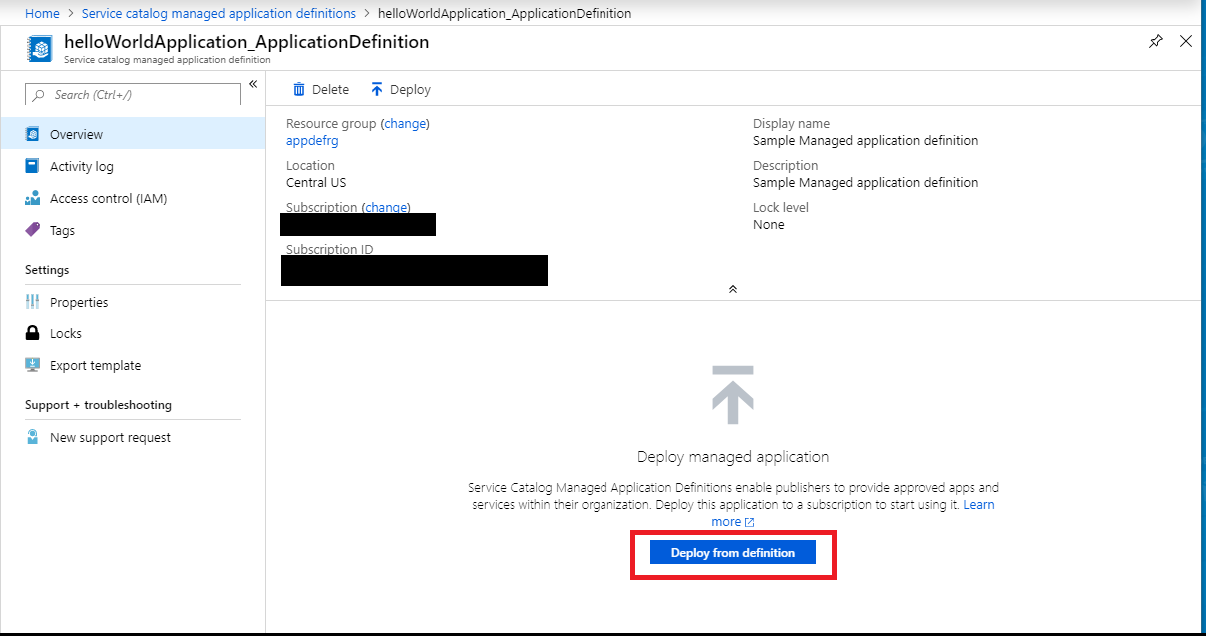 Home > Service catalog managed application definitions > helloWorldApplication_ApplicationDefinition
helloWorldApplication_ApplicationDefinition
Service catalog managed application definition
Search (Ctrl+/)
«
Overview
Activity log
Access control (IAM)
Tags
Settings
Properties
Locks
Export template
Support + troubleshooting
New support request
Delete
Deploy
Resource group (change)
appdefrg
Location
Central US
Subscription (change)
Subscription ID
Display name
Sample Managed application definition
Description
Sample Managed application definition
Lock level
None
Deploy managed application
Service Catalog Managed Application Definitions enable publishers to provide approved apps and
services within their organization. Deploy this application to a subscription to start using it. Learn
more
Deploy from definition